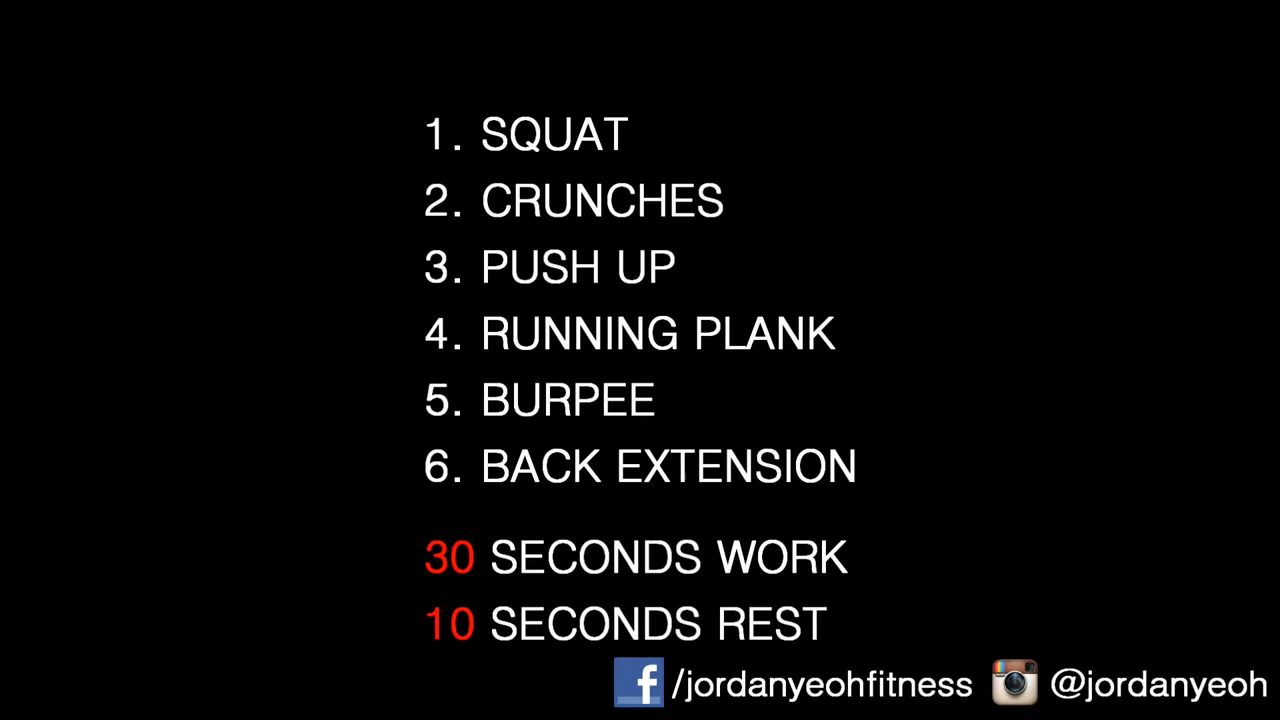 1. SQUAT
2. CRUNCHES
3. PUSH UP
4. RUNNING PLANK
5. BURPEE
6. BACK EXTENSION
30 SECONDS WORK
10 SECONDS REST
f /jordanyeohfitness @jordanyeoh